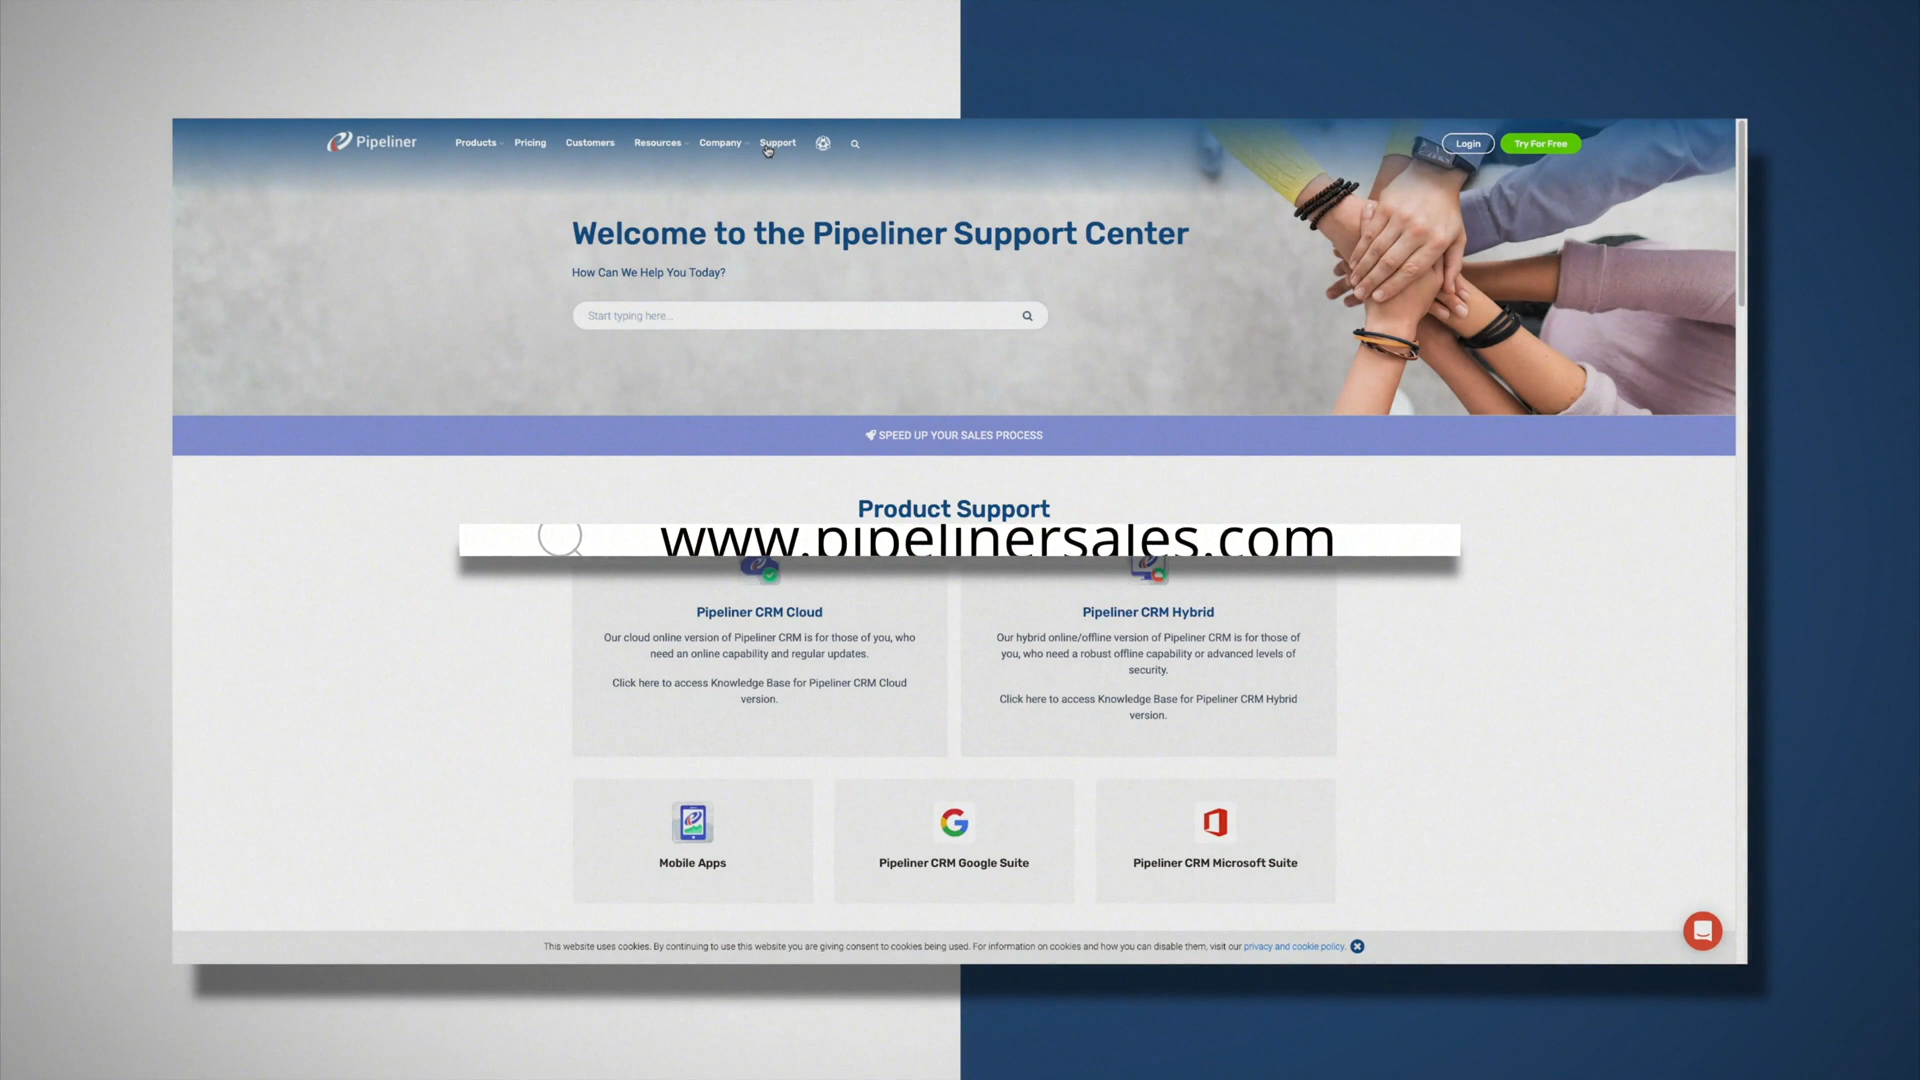 Pipeliner
Products
Pricing
Customers
Resources
Company
Support
Login
Try For Free
Welcome to the Pipeliner Support Center
How Can We Help You Today?
Start typing here...
SPEED UP YOUR SALES PROCESS
Product Support
www.pipelinersales.com
Pipeliner CRM Cloud
Our cloud online version of Pipeliner CRM is for those of you, who
need an online capability and regular updates.
Click here to access Knowledge Base for Pipeliner CRM Cloud
version.
Pipeliner CRM Hybrid
Our hybrid online/offline version of Pipeliner CRM is for those of
you, who need a robust offline capability or advanced levels of
security.
Click here to access Knowledge Base for Pipeliner CRM Hybrid
version.
Mobile Apps
Pipeliner CRM Google Suite
Pipeliner CRM Microsoft Suite
This website uses cookies. By continuing to use this website you are giving consent to cookies being used. For information on cookies and how you can disable them, visit our privacy and cookie policy.